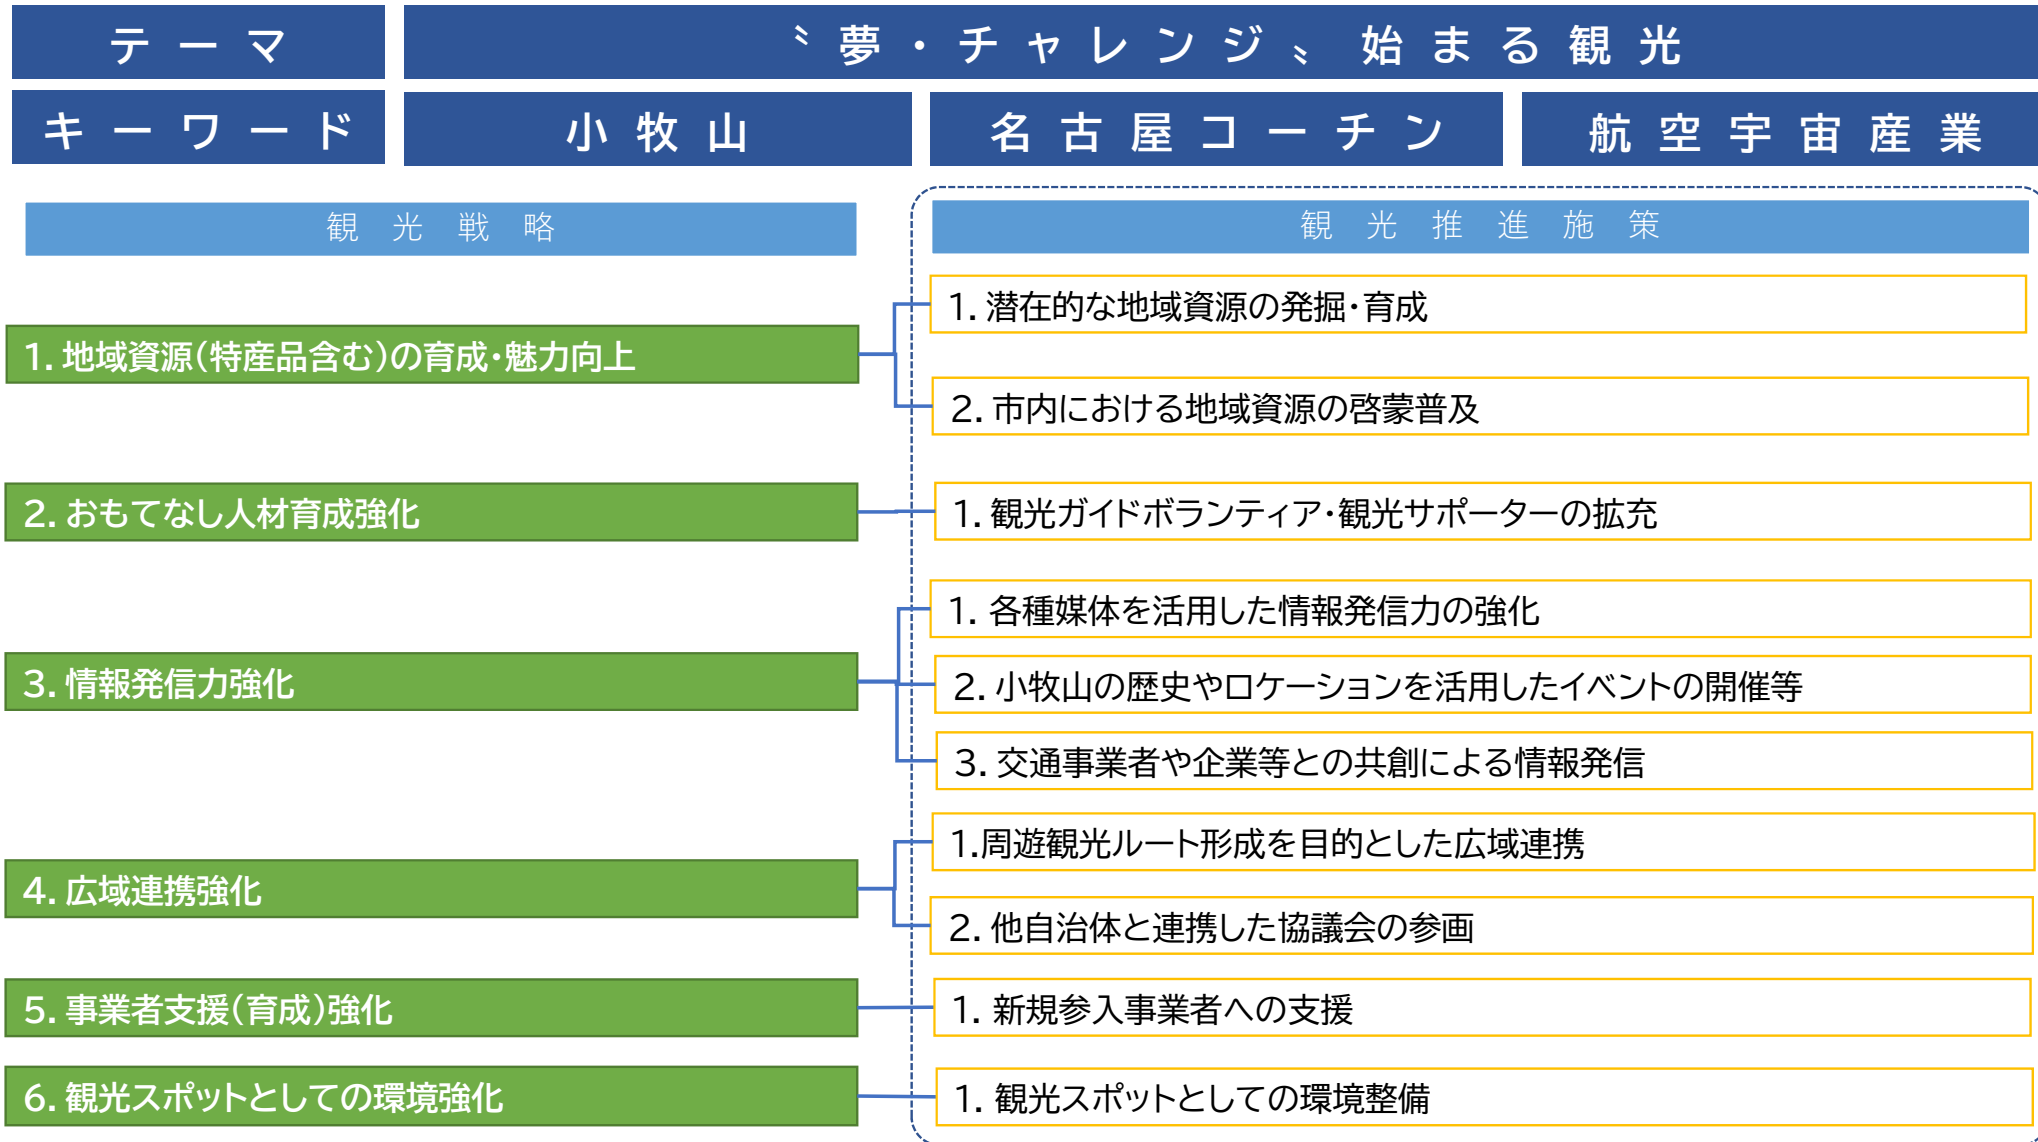 テーマ
〝夢・チャレンジ〟始まる観光
キーワード
小牧山
名古屋コーチン
航空宇宙産業
観光戦略
観光推進施策
1. 地域資源(特産品含む)の育成・魅力向上
1. 潜在的な地域資源の発掘・育成
2. 市内における地域資源の啓蒙普及
2. おもてなし人材育成強化
1. 観光ガイドボランティア・観光サポーターの拡充
3. 情報発信力強化
1. 各種媒体を活用した情報発信力の強化
2. 小牧山の歴史やロケーションを活用したイベントの開催等
3. 交通事業者や企業等との共創による情報発信
4. 広域連携強化
1.周遊観光ルート形成を目的とした広域連携
2. 他自治体と連携した協議会の参画
5. 事業者支援(育成)強化
1. 新規参入事業者への支援
6. 観光スポットとしての環境強化
1. 観光スポットとしての環境整備